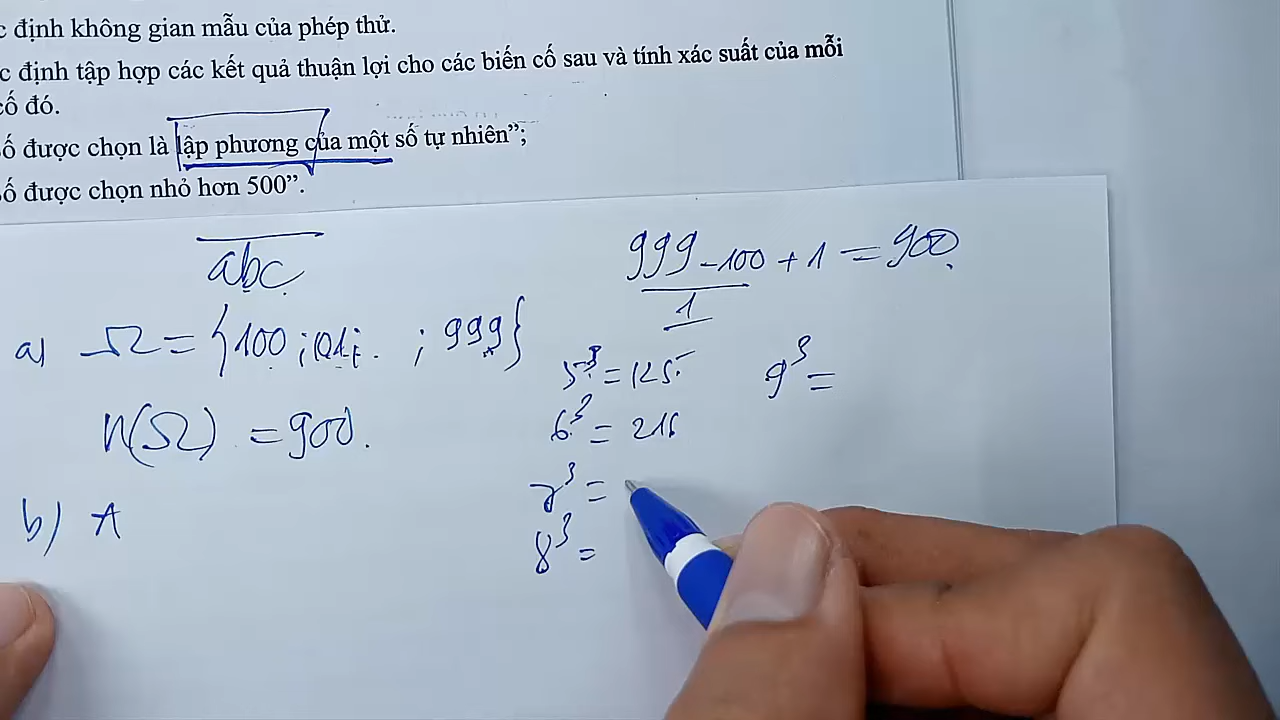 định không gian mẫu của phép thử.
định tập hợp các kết quả thuận lợi cho các biến cố sau và tính xác suất của mỗi
đó.
được chọn là lập phương của một số tự nhiên”;
được chọn nhỏ hơn 500”.
abc
999 - 100 + 1 = 900
1
a) Ω = {100 ; 101; . ; 999}
5³ = 125
9³ =
6³ = 216
n(Ω) = 900.
7³ =
b) A
8³ =